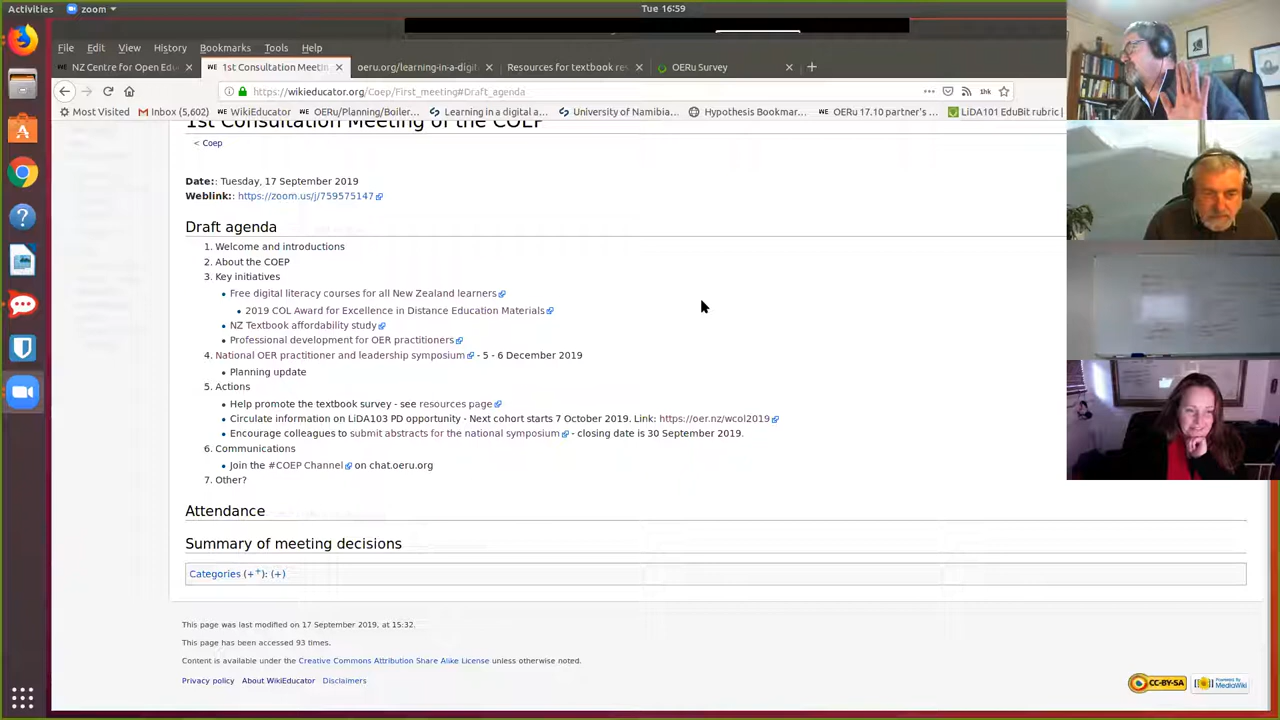 Activities
zoom
Tue 16:59
File Edit View History Bookmarks Tools Help
NZ Centre for Open Edu
1st Consultation Meetin
oeru.org/learning-in-a-digit
Resources for textbook res
OERu Survey
https://wikieducator.org/Coep/First_meeting#Draft_agenda
Most Visited
Inbox (5,602)
WikiEducator
OERu/Planning/Boiler...
Learning in a digital a...
University of Namibia...
Hypothesis Bookmark...
OERu 17.10 partner's ...
LiDA101 EduBit rubric
1st Consultation Meeting of the COEP
< Coep
Date:: Tuesday, 17 September 2019
Weblink:: https://zoom.us/j/759575147
Draft agenda
1. Welcome and introductions
2. About the COEP
3. Key initiatives
• Free digital literacy courses for all New Zealand learners
• 2019 COL Award for Excellence in Distance Education Materials
• NZ Textbook affordability study
• Professional development for OER practitioners
4. National OER practitioner and leadership symposium - 5 - 6 December 2019
• Planning update
5. Actions
• Help promote the textbook survey - see resources page
• Circulate information on LiDA103 PD opportunity - Next cohort starts 7 October 2019. Link: https://oer.nz/wcol2019
• Encourage colleagues to submit abstracts for the national symposium - closing date is 30 September 2019.
6. Communications
• Join the #COEP Channel on chat.oeru.org
7. Other?
Attendance
Summary of meeting decisions
Categories (++): (+)
This page was last modified on 17 September 2019, at 15:32.
This page has been accessed 93 times.
Content is available under the Creative Commons Attribution Share Alike License unless otherwise noted.
Privacy policy About WikiEducator Disclaimers
CC-BY-SA
Powered By MediaWiki